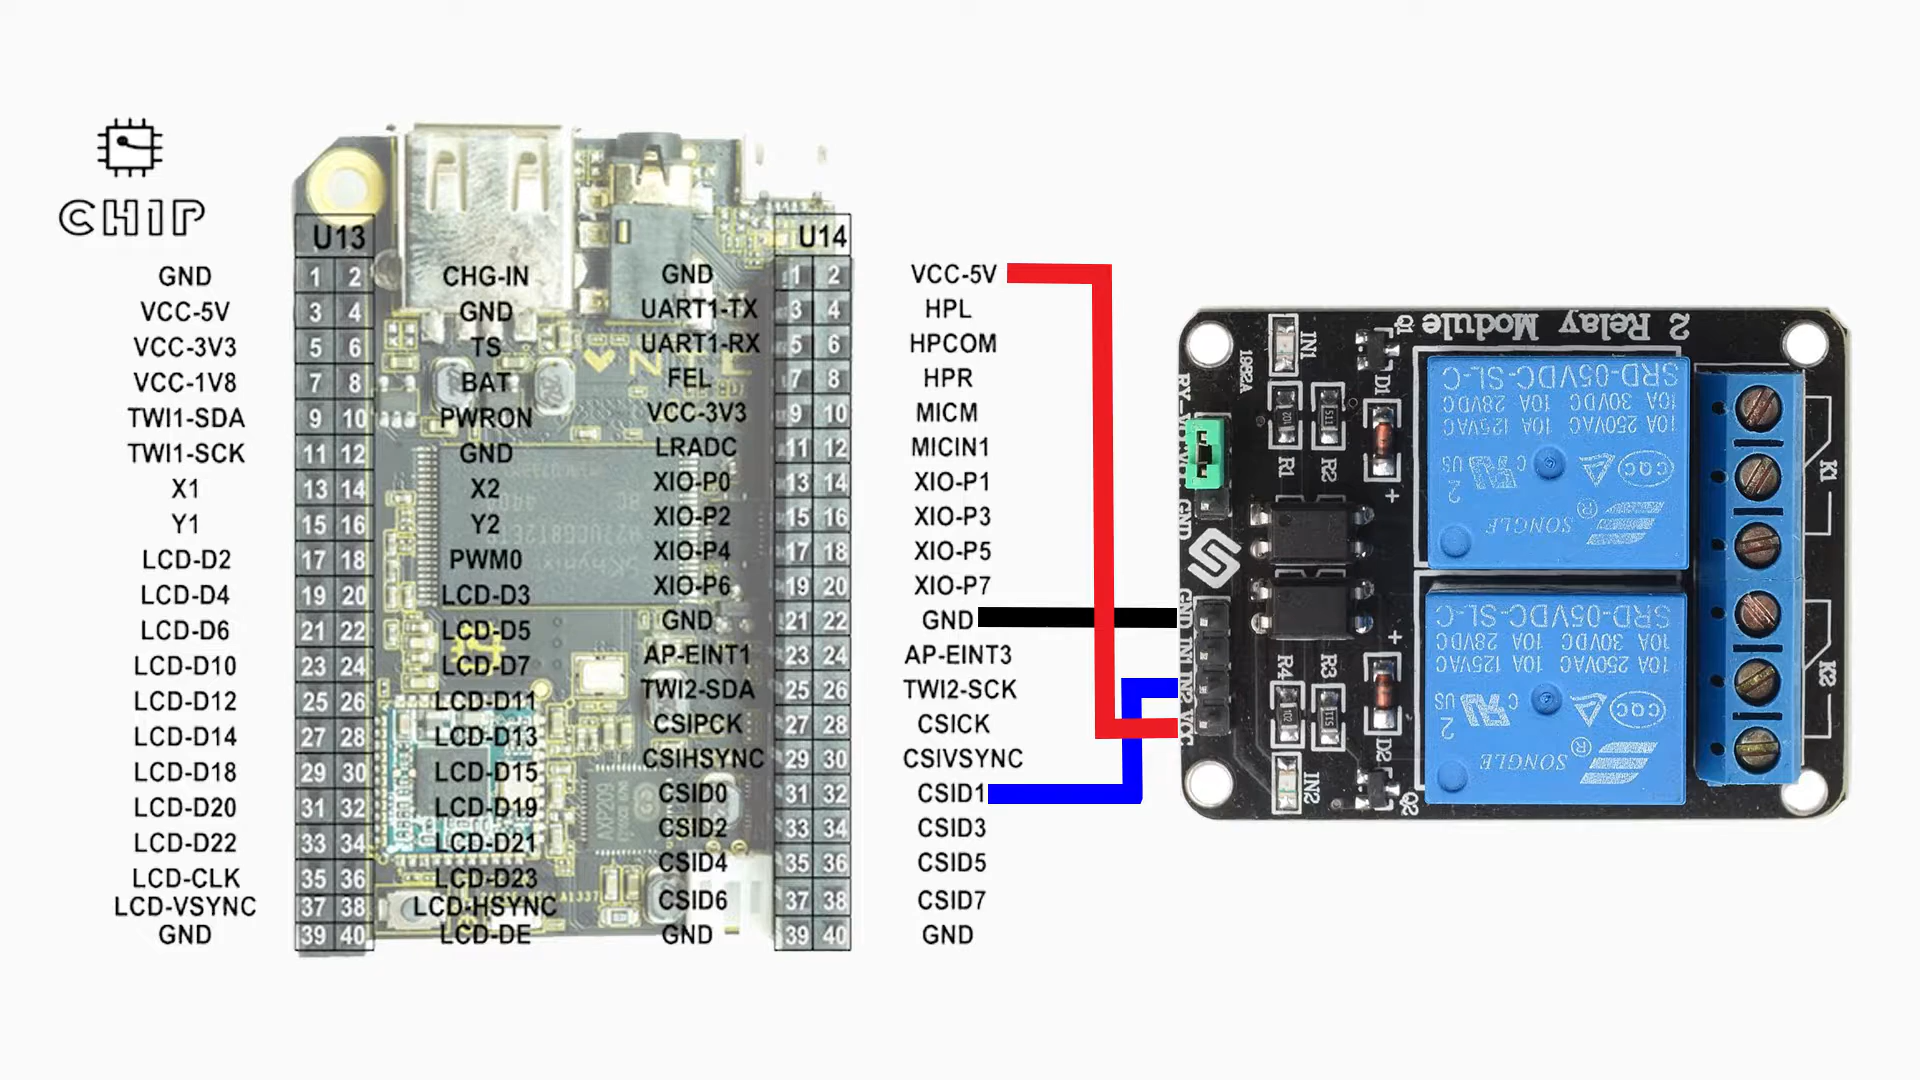 CHIP
U13
U14
GND 1 2 CHG-IN GND 1 2 VCC-5V
VCC-5V 3 4 GND UART1-TX 3 4 HPL
VCC-3V3 5 6 TS UART1-RX 5 6 HPCOM
VCC-1V8 7 8 BAT FEL 7 8 HPR
TWI1-SDA 9 10 PWRON VCC-3V3 9 10 MICM
TWI1-SCK 11 12 GND LRADC 11 12 MICIN1
X1 13 14 X2 XIO-P0 13 14 XIO-P1
Y1 15 16 Y2 XIO-P2 15 16 XIO-P3
LCD-D2 17 18 PWM0 XIO-P4 17 18 XIO-P5
LCD-D4 19 20 LCD-D3 XIO-P6 19 20 XIO-P7
LCD-D6 21 22 LCD-D5 GND 21 22 GND
LCD-D10 23 24 LCD-D7 AP-EINT1 23 24 AP-EINT3
LCD-D12 25 26 LCD-D11 TWI2-SDA 25 26 TWI2-SCK
LCD-D14 27 28 LCD-D13 CSIPCK 27 28 CSICK
LCD-D18 29 30 LCD-D15 CSIHSYNC 29 30 CSIVSYNC
LCD-D20 31 32 LCD-D19 CSID0 31 32 CSID1
LCD-D22 33 34 LCD-D21 CSID2 33 34 CSID3
LCD-CLK 35 36 LCD-D23 CSID4 35 36 CSID5
LCD-VSYNC 37 38 LCD-HSYNC CSID6 37 38 CSID7
GND 39 40 LCD-DE GND 39 40 GND
AXP209
2 Relay Module
IN1
Q1
D1
R1
R2
GND
GND IN1 IN2 VCC
R4
R3
D2
IN2
Q2
K1
K2
SRD-05VDC-SL-C
10A 250VAC 10A 125VAC
10A 30VDC 10A 28VDC
CQC
C US
2
SONGLE ®
SRD-05VDC-SL-C
10A 250VAC 10A 125VAC
10A 30VDC 10A 28VDC
CQC
C US
2
SONGLE ®